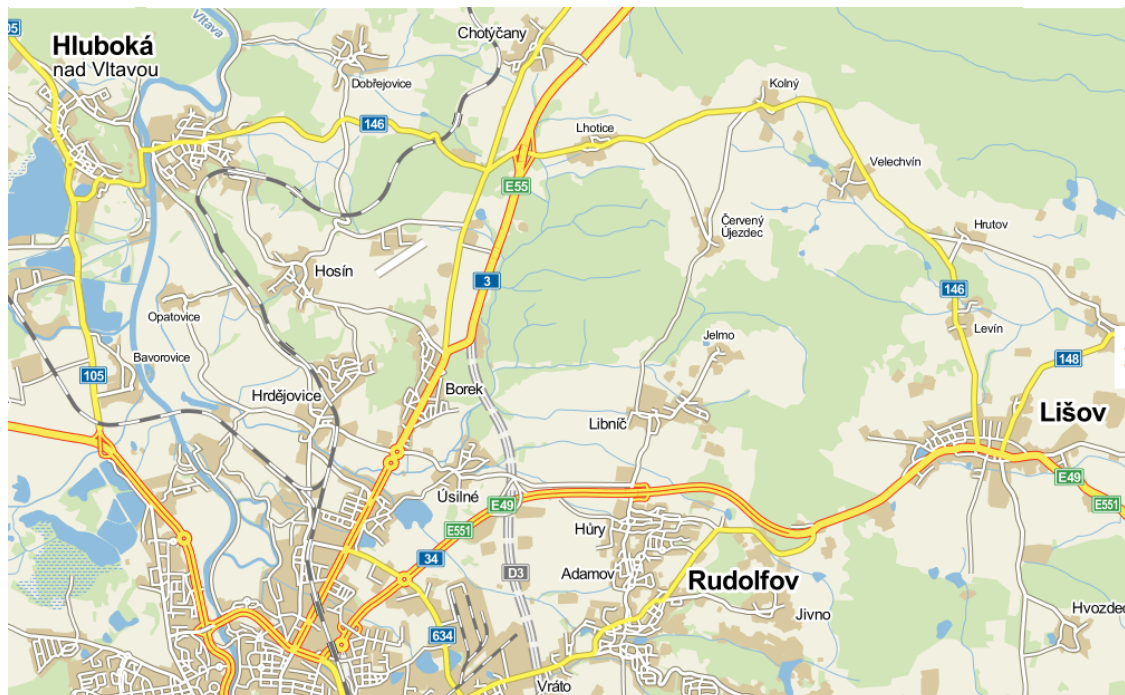 Vltava
05
Chotýčany
Hluboká
nad Vltavou
Dobřejovice
Kolný
146
Lhotice
Velechvín
E55
Červený
Újezdec
Hrutov
Hosín
3
146
Opatovice
Levín
Jelmo
Bavorovice
148
105
Borek
Hrdějovice
Lišov
Libníč
E49
Úsilné
E49
E551
E551
Hůry
34
D3
Adamov
Rudolfov
Jivno
Hvozdec
634
Vráto